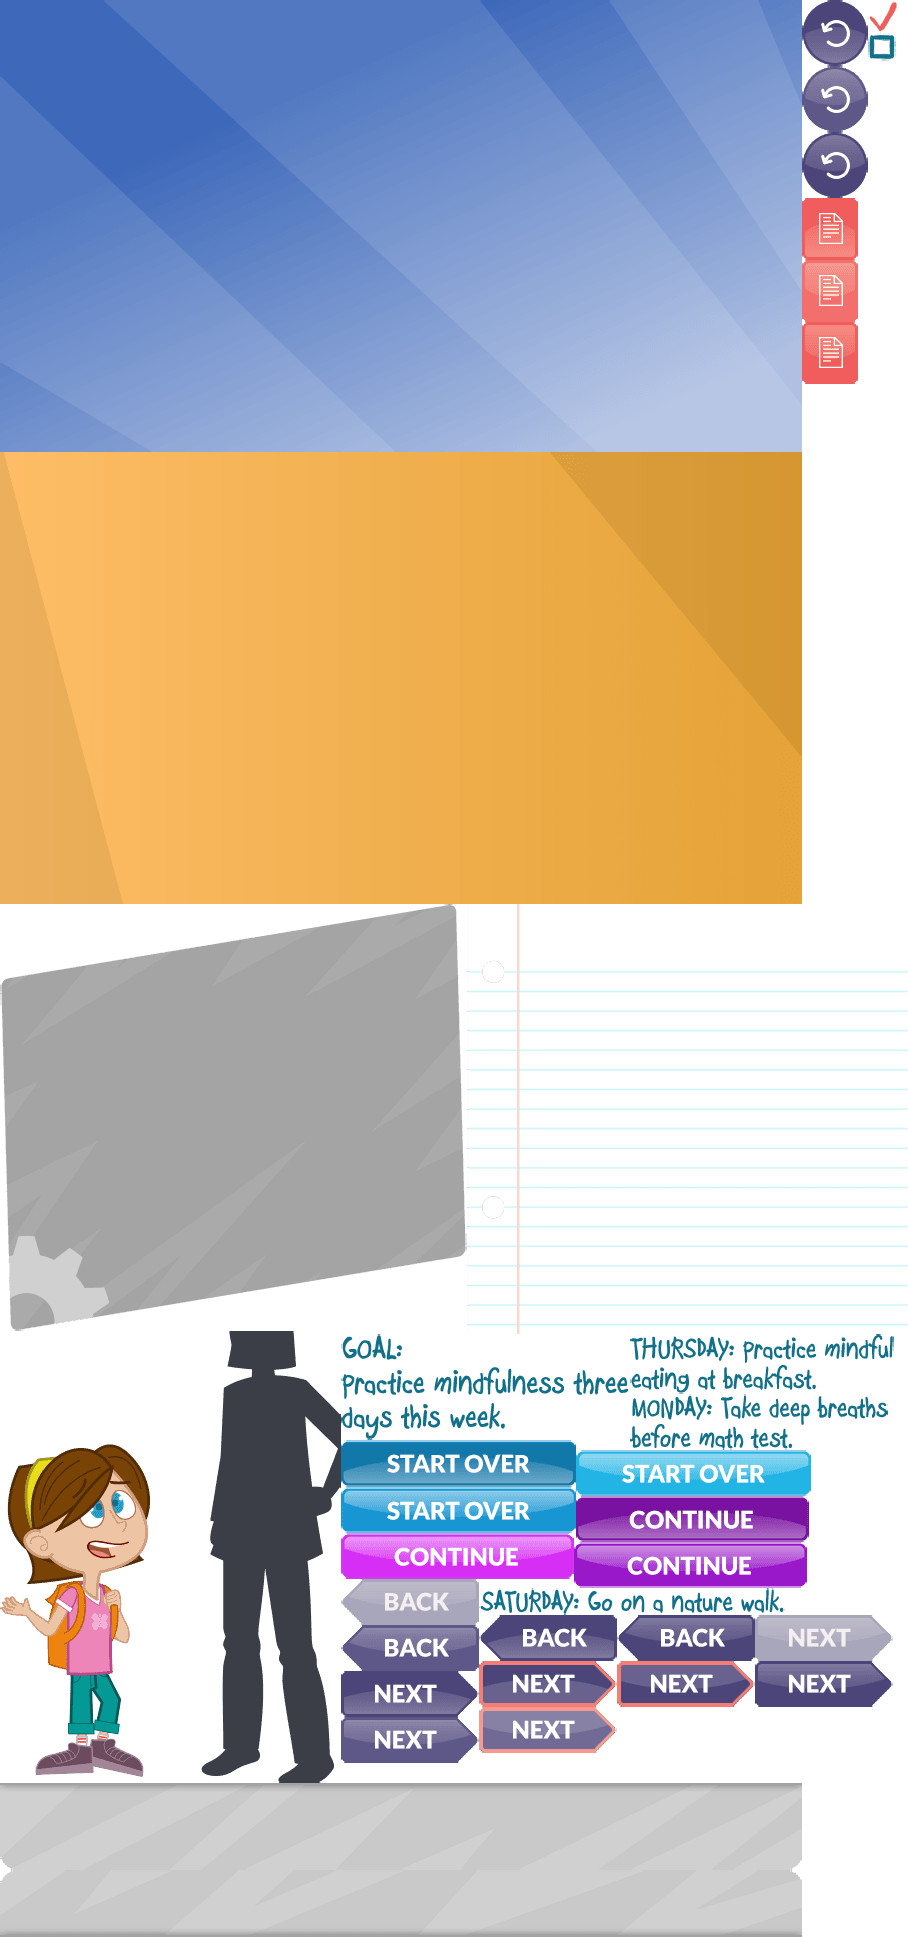 GOAL:
Practice mindfulness three
days this week.
THURSDAY: Practice mindful
eating at breakfast.
MONDAY: Take deep breaths
before math test.
START OVER
START OVER
START OVER
CONTINUE
CONTINUE
CONTINUE
BACK
SATURDAY: Go on a nature walk.
BACK
BACK
BACK
NEXT
NEXT
NEXT
NEXT
NEXT
NEXT
NEXT